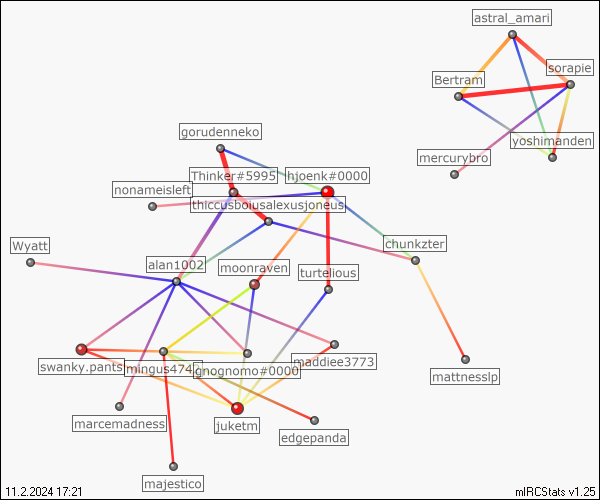 astral_amari
sorapie
Bertram
gorudenneko
yoshimanden
mercurybro
Thinker#5995
hjoenk#0000
nonameisleft
thiccusboiusalexusjoneus
Wyatt
chunkzter
alan1002
moonraven
turtelious
swanky.pants
mingus474
gnognomo#0000
maddiee3773
mattnesslp
marcemadness
juketm
edgepanda
majestico
11.2.2024 17:21
mIRCStats v1.25